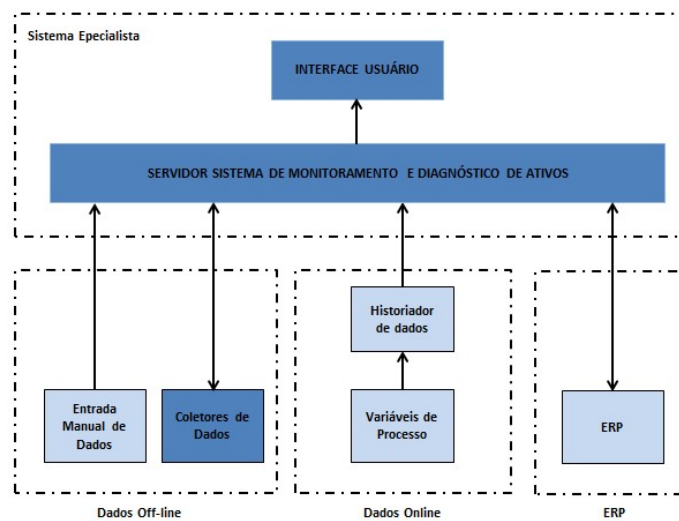 Sistema Epecialista
INTERFACE USUÁRIO
SERVIDOR SISTEMA DE MONITORAMENTO E DIAGNÓSTICO DE ATIVOS
Historiador
de dados
Entrada
Manual de
Dados
Coletores de
Dados
Variáveis de
Processo
ERP
Dados Off-line
Dados Online
ERP